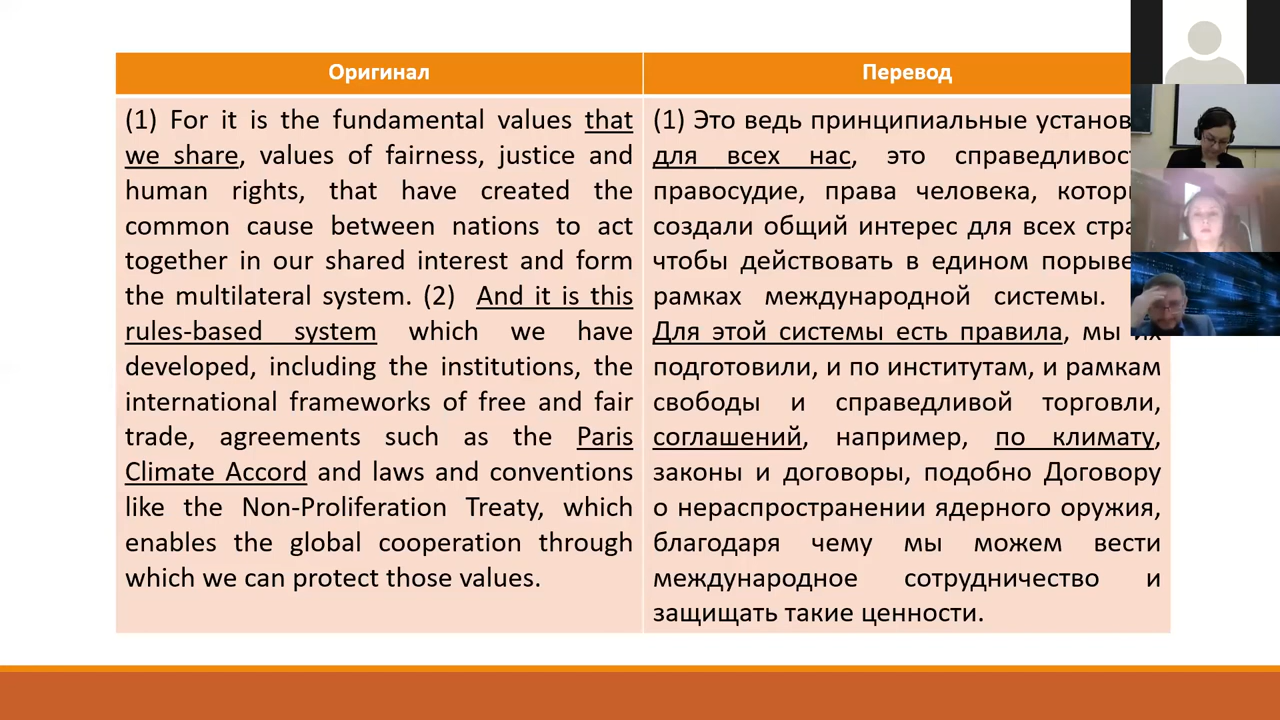 Оригинал
Перевод
(1) For it is the fundamental values that
we share, values of fairness, justice and
human rights, that have created the
common cause between nations to act
together in our shared interest and form
the multilateral system. (2) And it is this
rules-based system which we have
developed, including the institutions, the
international frameworks of free and fair
trade, agreements such as the Paris
Climate Accord and laws and conventions
like the Non-Proliferation Treaty, which
enables the global cooperation through
which we can protect those values.
(1) Это ведь принципиальные
для всех нас, это
правосудие, права человека,
создали общий интерес для всех
чтобы действовать в едином порыве
рамках международной системы.
Для этой системы есть правила, мы их
подготовили, и по институтам, и рамкам
свободы и справедливой торговли,
соглашений, например, по климату,
законы и договоры, подобно Договору
о нераспространении ядерного оружия,
благодаря чему мы можем вести
международное сотрудничество и
защищать такие ценности.